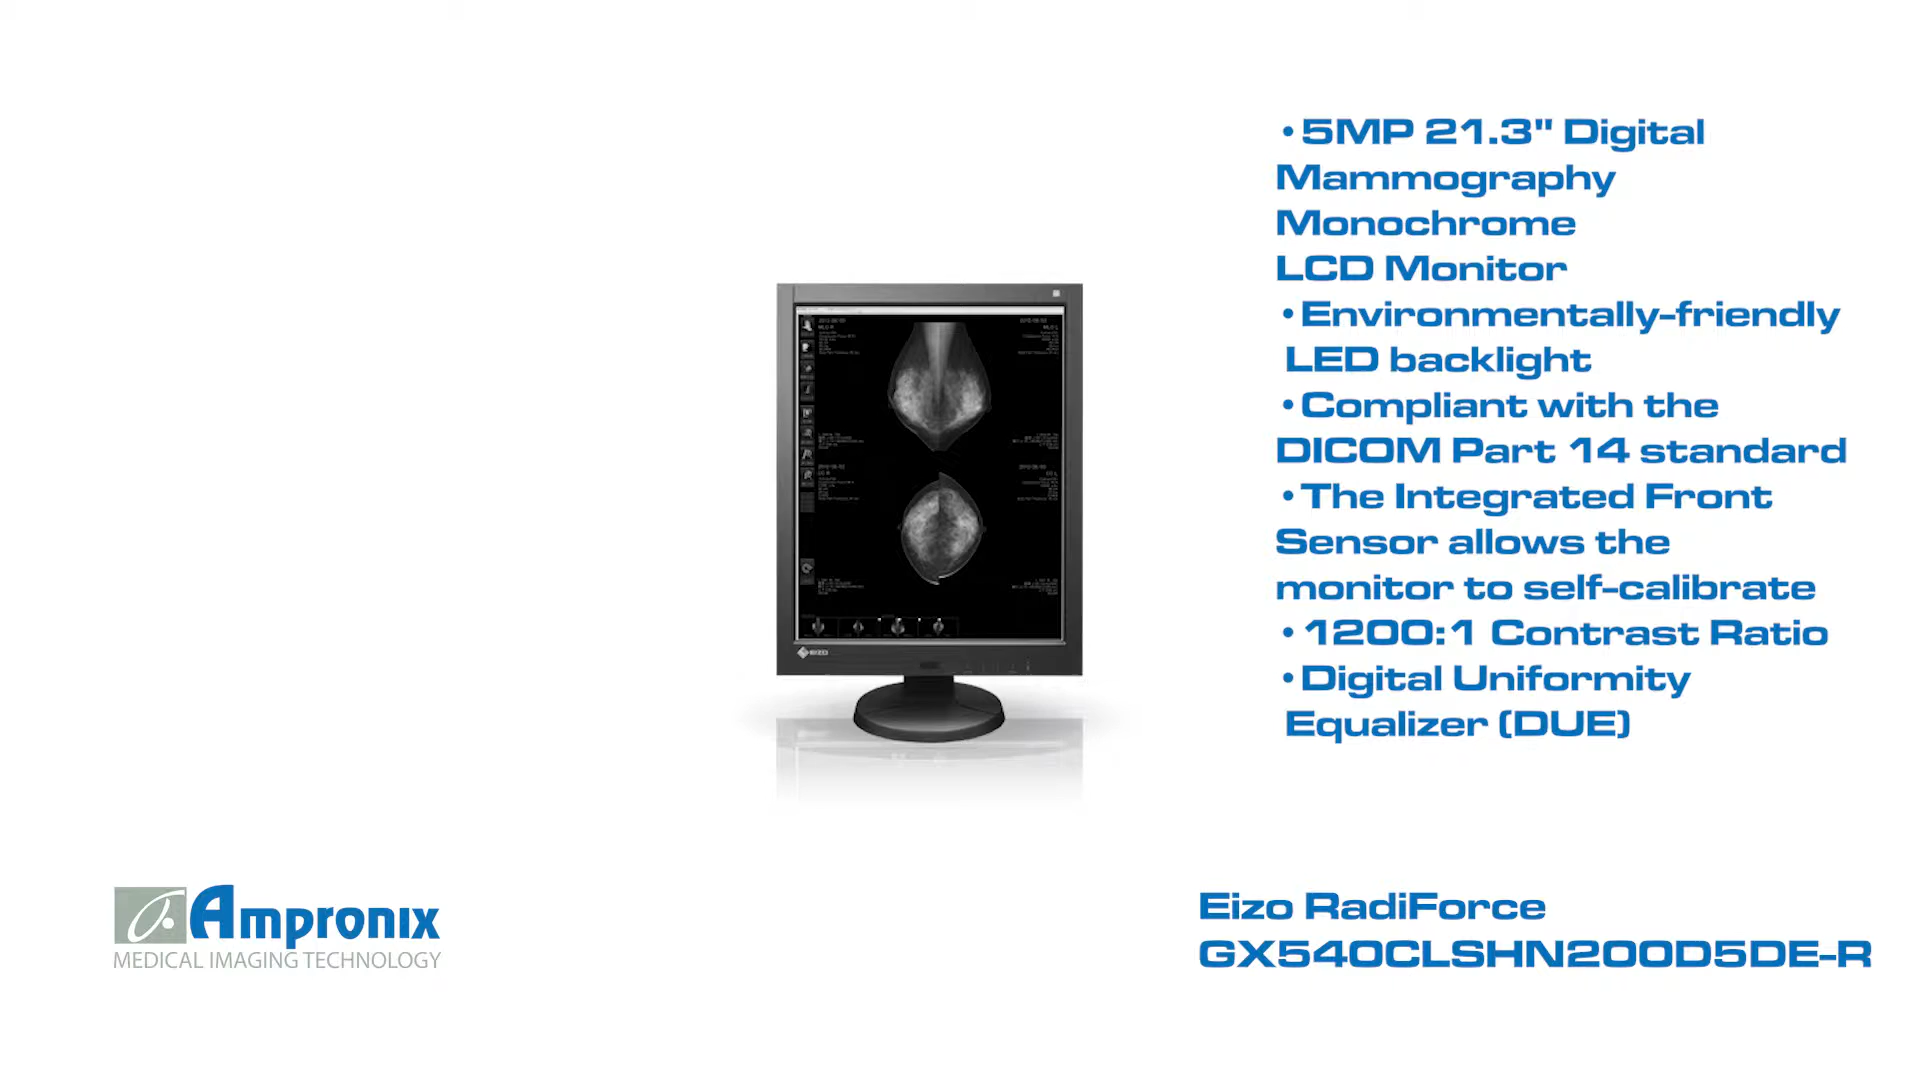 •5MP 21.3" Digital
Mammography
Monochrome
LCD Monitor
•Environmentally-friendly
LED backlight
•Compliant with the
DICOM Part 14 standard
•The Integrated Front
Sensor allows the
monitor to self-calibrate
•1200:1 Contrast Ratio
•Digital Uniformity
Equalizer (DUE)
EIZO
Ampronix
MEDICAL IMAGING TECHNOLOGY
Eizo RadiForce
GX540CLSHN200D5DE-R